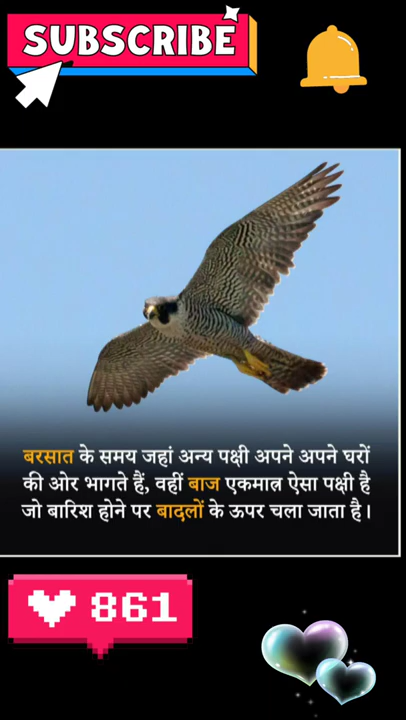 SUBSCRIBE
बरसात के समय जहां अन्य पक्षी अपने अपने घरों
की ओर भागते हैं, वहीं बाज एकमात्र ऐसा पक्षी है
जो बारिश होने पर बादलों के ऊपर चला जाता है।
861